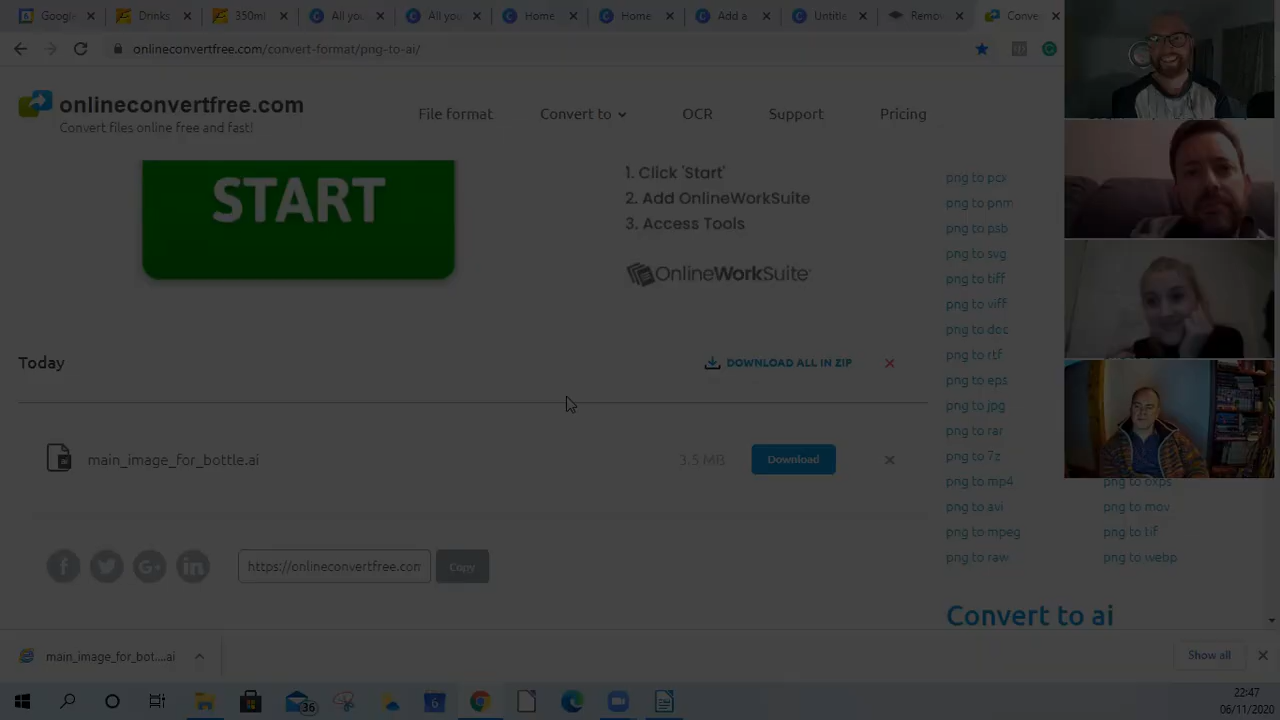 Google
Drinks
350ml
All you
All you
Home
Home
Add a
Untitle
Remov
Conve
onlineconvertfree.com/convert-format/png-to-ai/
onlineconvertfree.com
Convert files online free and fast!
File format
Convert to
OCR
Support
Pricing
START
1. Click 'Start'
2. Add OnlineWorkSuite
3. Access Tools
OnlineWorkSuite
Today
DOWNLOAD ALL IN ZIP
main_image_for_bottle.ai
3.5 MB
Download
https://onlineconvertfree.com
Copy
png to pcx
png to pnm
png to psb
png to svg
png to tiff
png to viff
png to doc
png to rtf
png to eps
png to jpg
png to rar
png to 7z
png to mp4
png to oxps
png to avi
png to mov
png to mpeg
png to tif
png to raw
png to webp
Convert to ai
main_image_for_bot....ai
Show all
36
6
22:47
06/11/2020